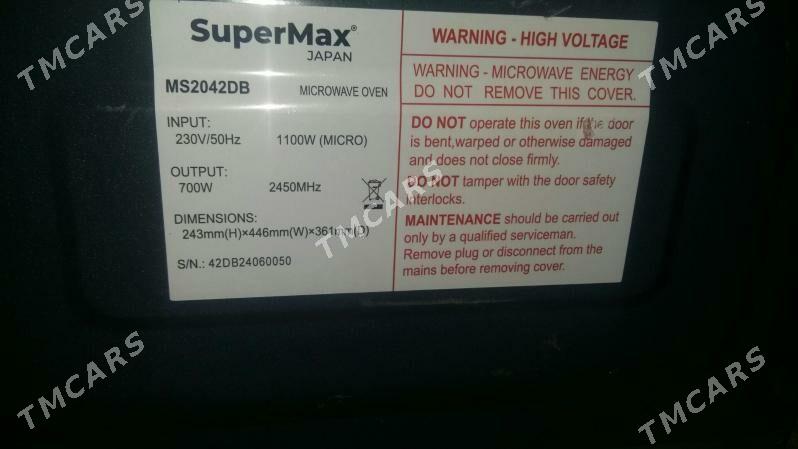 SuperMax®
JAPAN
MS2042DB MICROWAVE OVEN
INPUT:
230V/50Hz 1100W (MICRO)
OUTPUT:
700W 2450MHz
DIMENSIONS:
243mm(H)×446mm(W)×361mm(D)
S/N.: 42DB24060050
WARNING - HIGH VOLTAGE
WARNING - MICROWAVE ENERGY
DO NOT REMOVE THIS COVER.
DO NOT operate this oven if the door
is bent,warped or otherwise damaged
and does not close firmly.
DO NOT tamper with the door safety
interlocks.
MAINTENANCE should be carried out
only by a qualified serviceman.
Remove plug or disconnect from the
mains before removing cover.
TMCARS
TMCARS
TMCARS
TMCARS
TMCARS